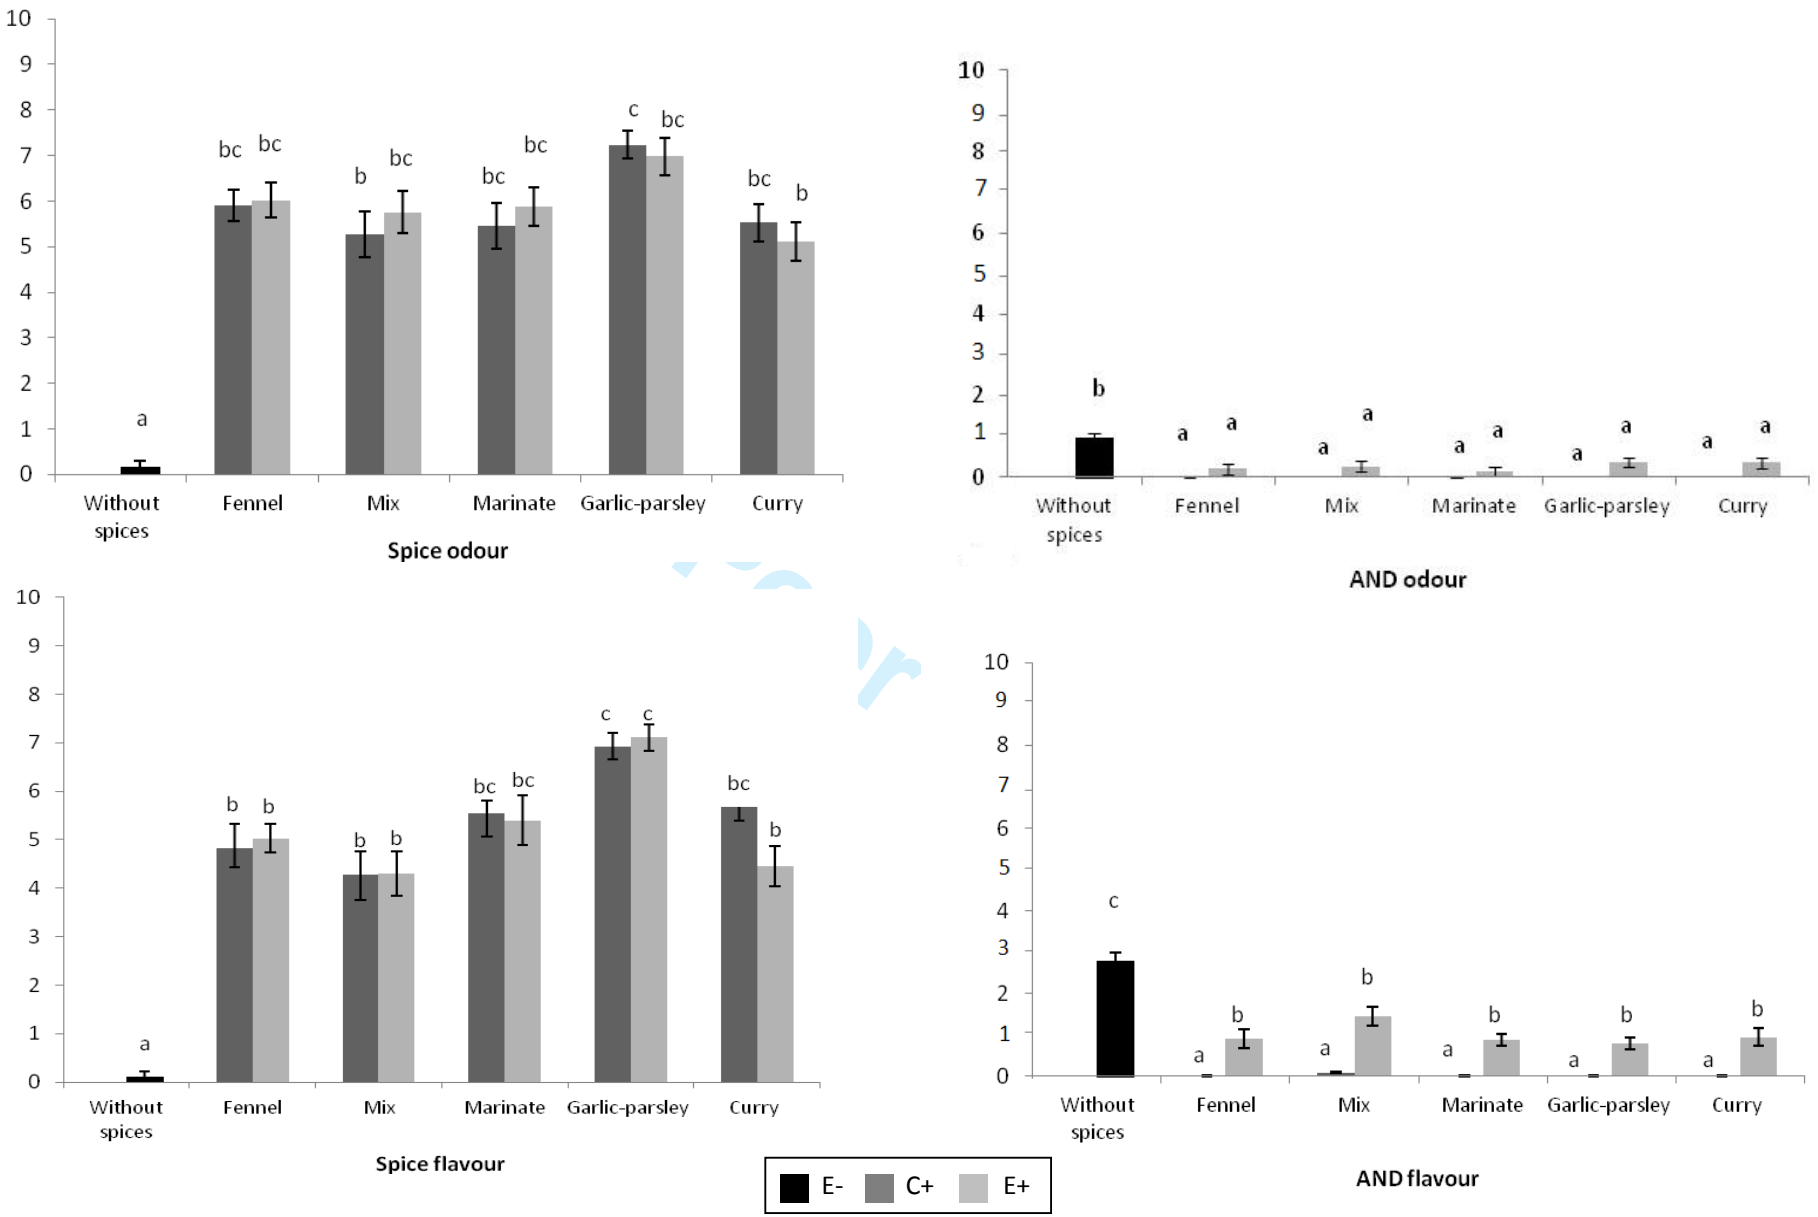 10
9
8
7
6
5
4
3
2
1
0
a
bc
bc
b
bc
bc
bc
c
bc
bc
b
Without
spices
Fennel
Mix
Marinate
Garlic-parsley
Curry
Spice odour
10
9
8
7
6
5
4
3
2
1
0
b
a
a
a
a
a
a
a
a
a
a
Without
spices
Fennel
Mix
Marinate
Garlic-parsley
Curry
AND odour
10
9
8
7
6
5
4
3
2
1
0
a
b
b
b
b
bc
bc
c
c
bc
b
Without
spices
Fennel
Mix
Marinate
Garlic-parsley
Curry
Spice flavour
10
9
8
7
6
5
4
3
2
1
0
c
a
b
a
b
a
b
a
b
a
b
Without
spices
Fennel
Mix
Marinate
Garlic-parsley
Curry
AND flavour
E- C+ E+